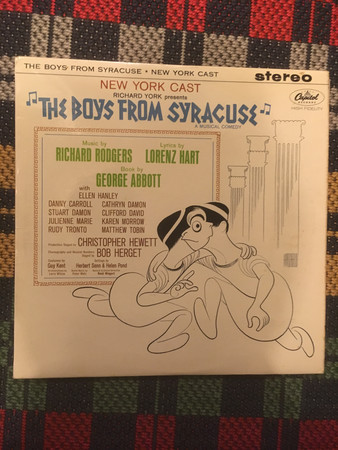 THE BOYS FROM SYRACUSE • NEW YORK CAST
stereo
NEW YORK CAST
RICHARD YORK presents
THE BOYS FROM SYRACUSE
A MUSICAL COMEDY
Capitol
HIGH FIDELITY
Music by
RICHARD RODGERS
Lyrics by
LORENZ HART
Book by
GEORGE ABBOTT
with
ELLEN HANLEY
DANNY CARROLL CATHRYN DAMON
STUART DAMON CLIFFORD DAVID
JULIENNE MARIE KAREN MORROW
RUDY TRONTO MATTHEW TOBIN
CHRISTOPHER HEWETT
BOB HERGET
Herbert Senn & Helen Pond